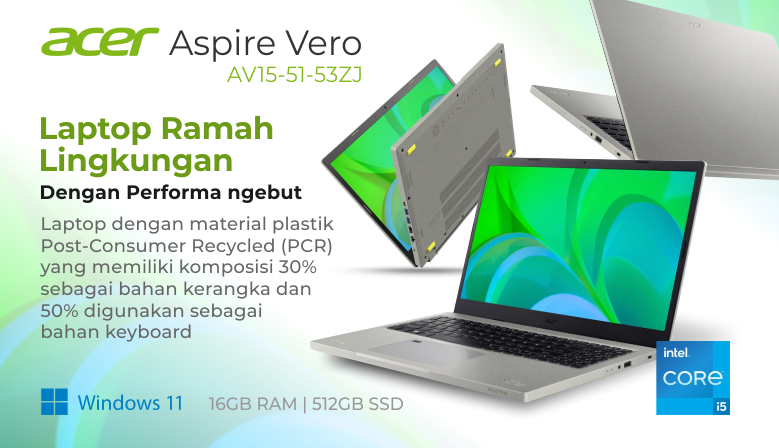 acer Aspire Vero
AV15-51-53ZJ
Laptop Ramah
Lingkungan
Dengan Performa ngebut
Laptop dengan material plastik
Post-Consumer Recycled (PCR)
yang memiliki komposisi 30%
sebagai bahan kerangka dan
50% digunakan sebagai
bahan keyboard
Windows 11 16GB RAM | 512GB SSD
intel.
CORE
i5